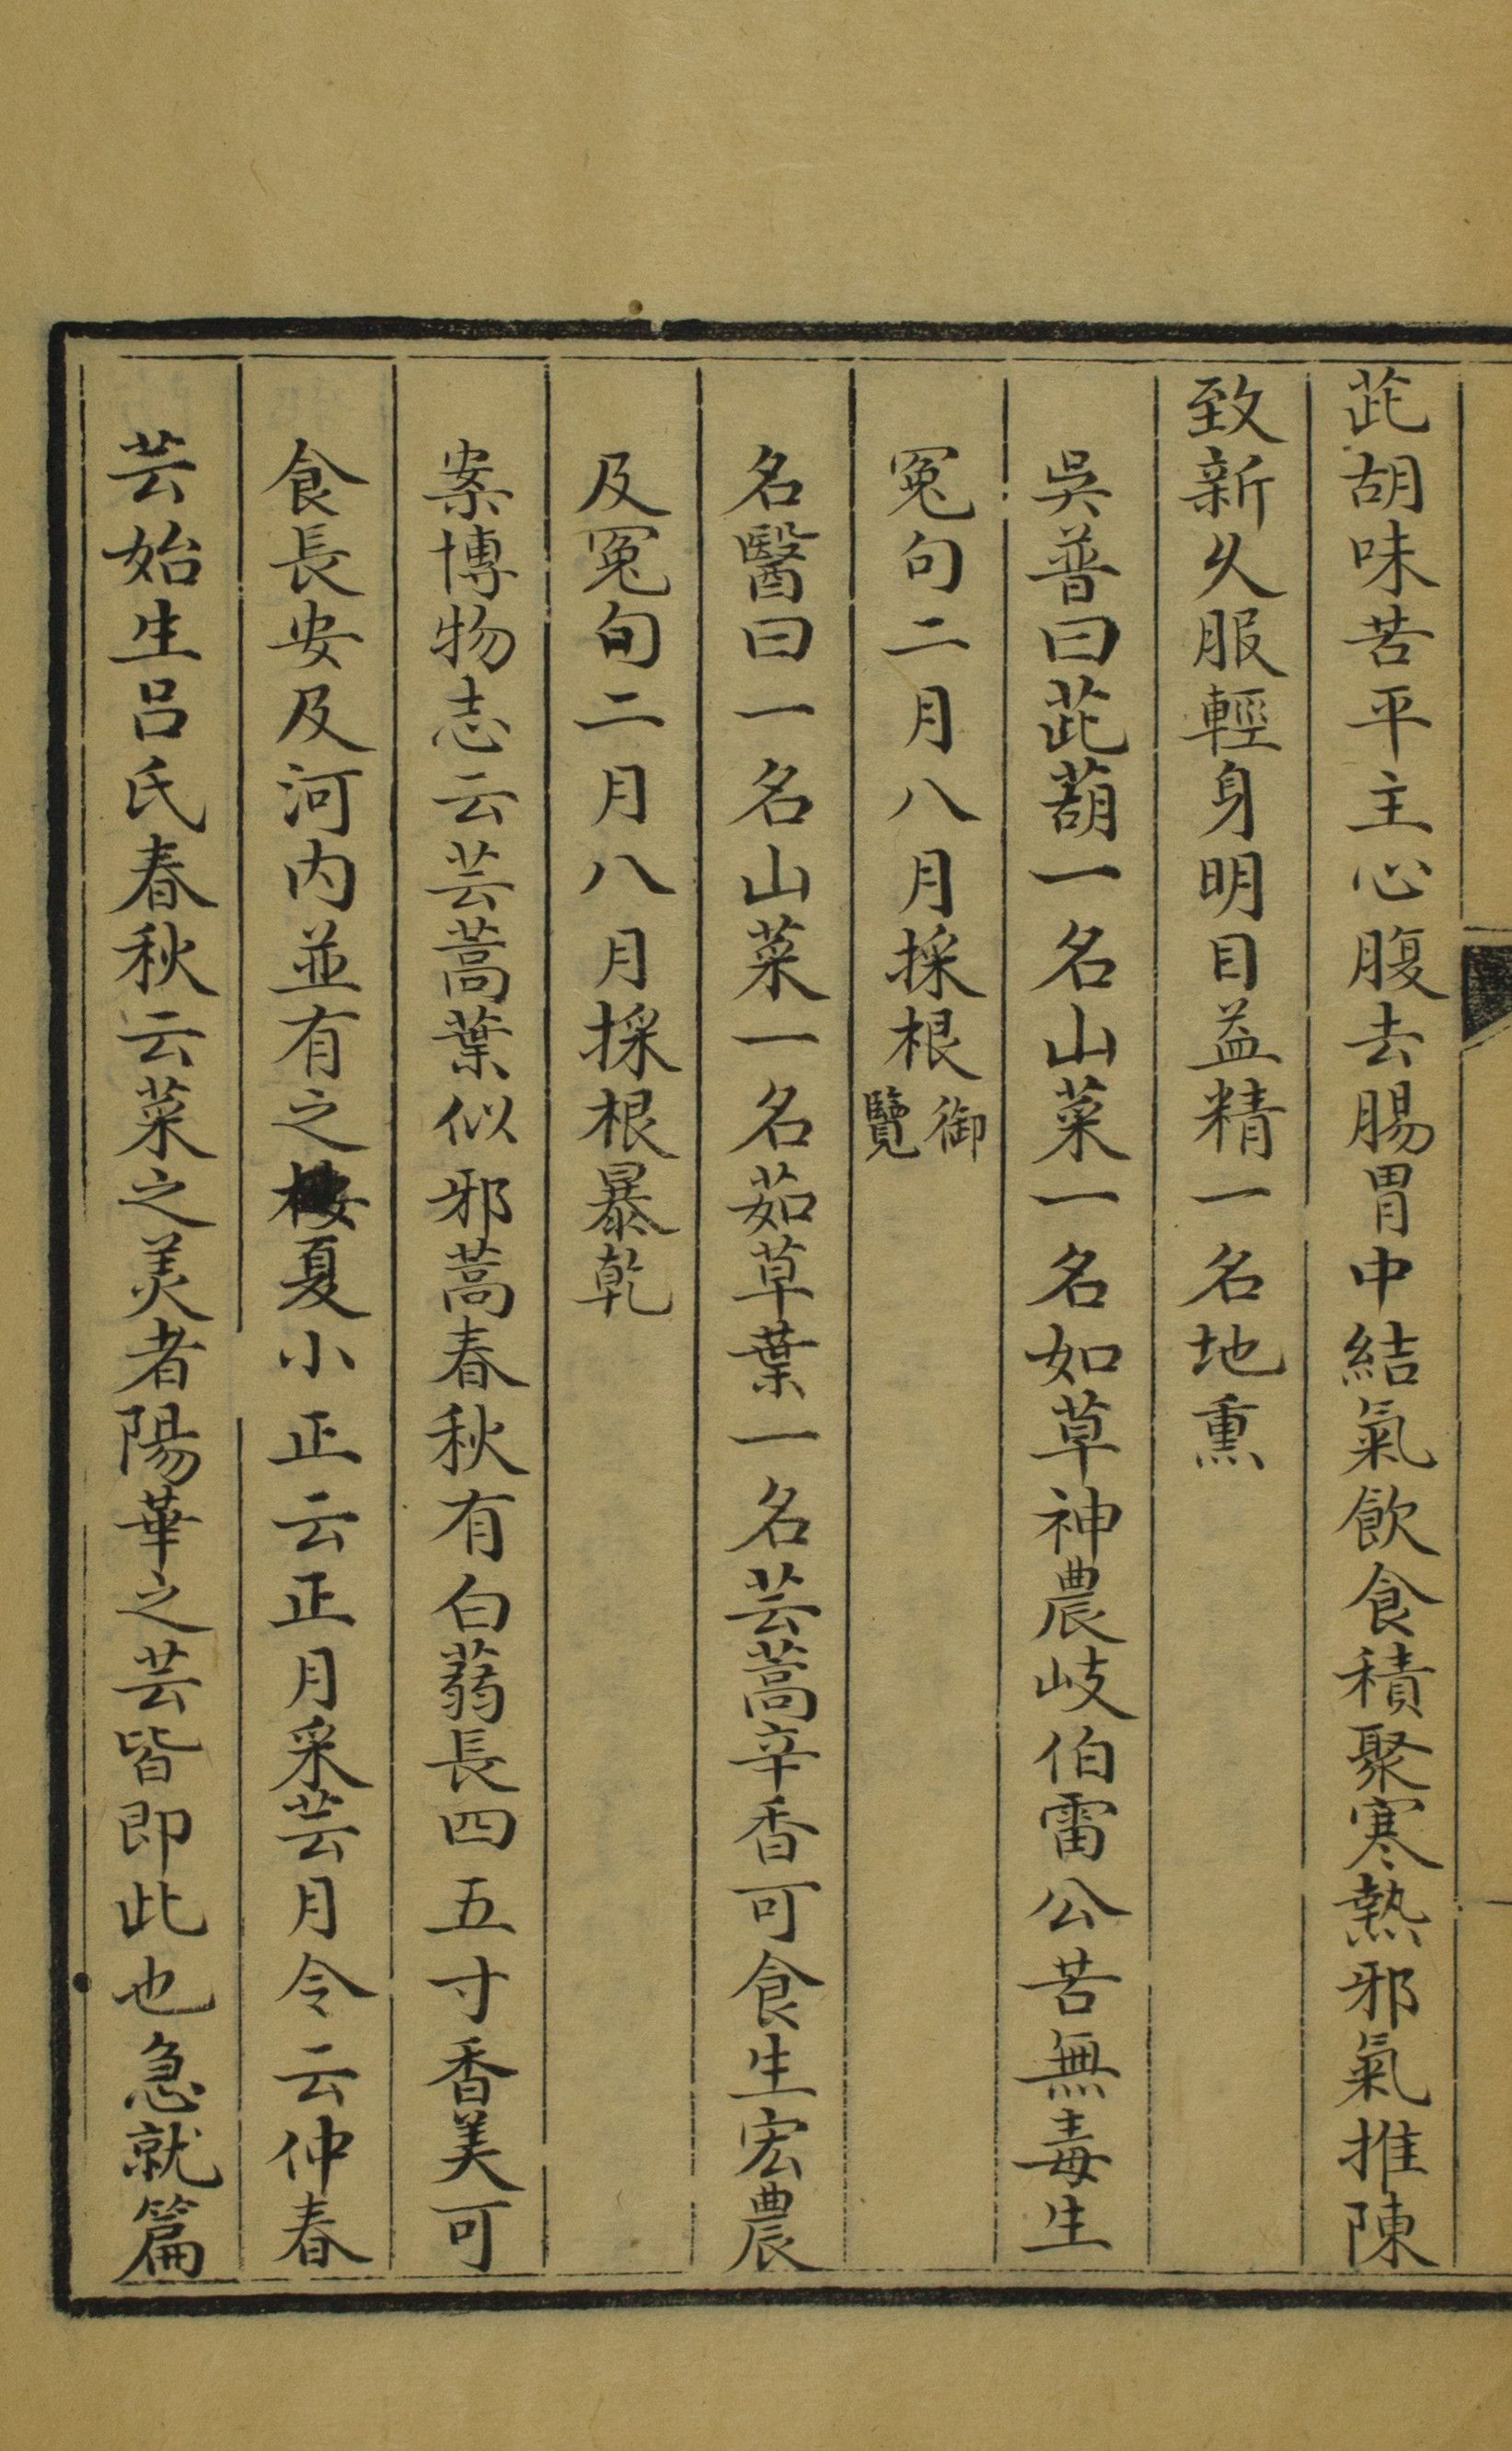 茈胡味苦平主心腹去腸胃中結氣飲食積聚寒熱邪氣推陳
致新久服輕身明目益精一名地熏
吳普曰茈葫一名山菜一名如草神農岐伯雷公苦無毒生
冤句二月八月採根御覽
名醫曰一名山菜一名茹草葉一名芸蒿辛香可食生宏農
及冤句二月八月採根暴乾
案博物志云芸蒿葉似邪蒿春秋有白蒻長四五寸香美可
食長安及河內並有之夏小正云正月采芸月令云仲春
芸始生呂氏春秋云菜之美者陽華之芸皆即此也急就篇